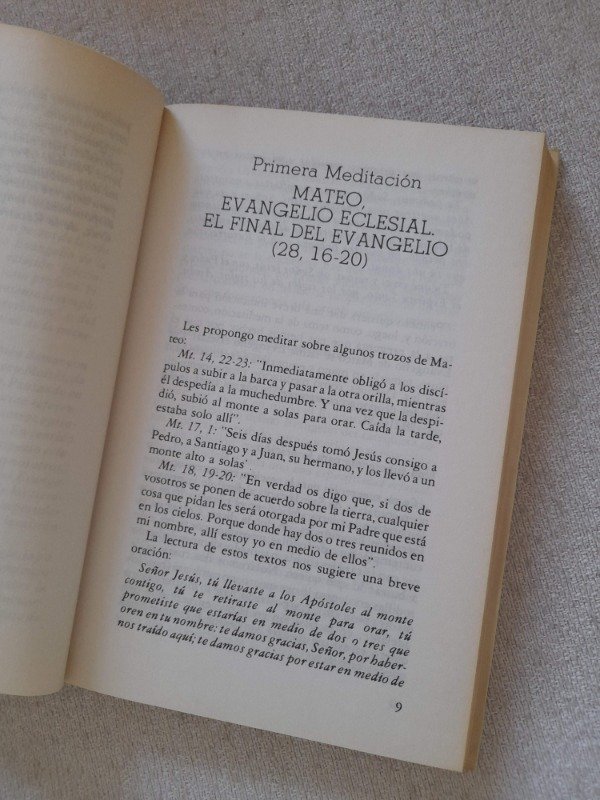 Primera Meditación
MATEO,
EVANGELIO ECLESIAL.
EL FINAL DEL EVANGELIO
(28, 16-20)
Les propongo meditar sobre algunos trozos de Ma-
teo:
Mt. 14, 22-23: "Inmediatamente obligó a los discí-
pulos a subir a la barca y pasar a la otra orilla, mientras
él despedía a la muchedumbre. Y una vez que la despi-
dió, subió al monte a solas para orar. Caída la tarde,
estaba solo allí".
Mt. 17, 1: "Seis días después tomó Jesús consigo a
Pedro, a Santiago y a Juan, su hermano, y los llevó a un
monte alto a solas'
Mt. 18, 19-20: "En verdad os digo que, si dos de
vosotros se ponen de acuerdo sobre la tierra, cualquier
cosa que pidan les será otorgada por mi Padre que está
en los cielos. Porque donde hay dos o tres reunidos en
mi nombre, allí estoy yo en medio de ellos".
La lectura de estos textos nos sugiere una breve
oración:
Señor Jesús, tú llevaste a los Apóstoles al monte
contigo, tú te retiraste al monte para orar, tú
prometiste que estarías en medio de dos o tres que
oren en tu nombre: te damos gracias, Señor, por haber-
nos traído aquí; te damos gracias por estar en medio de
9